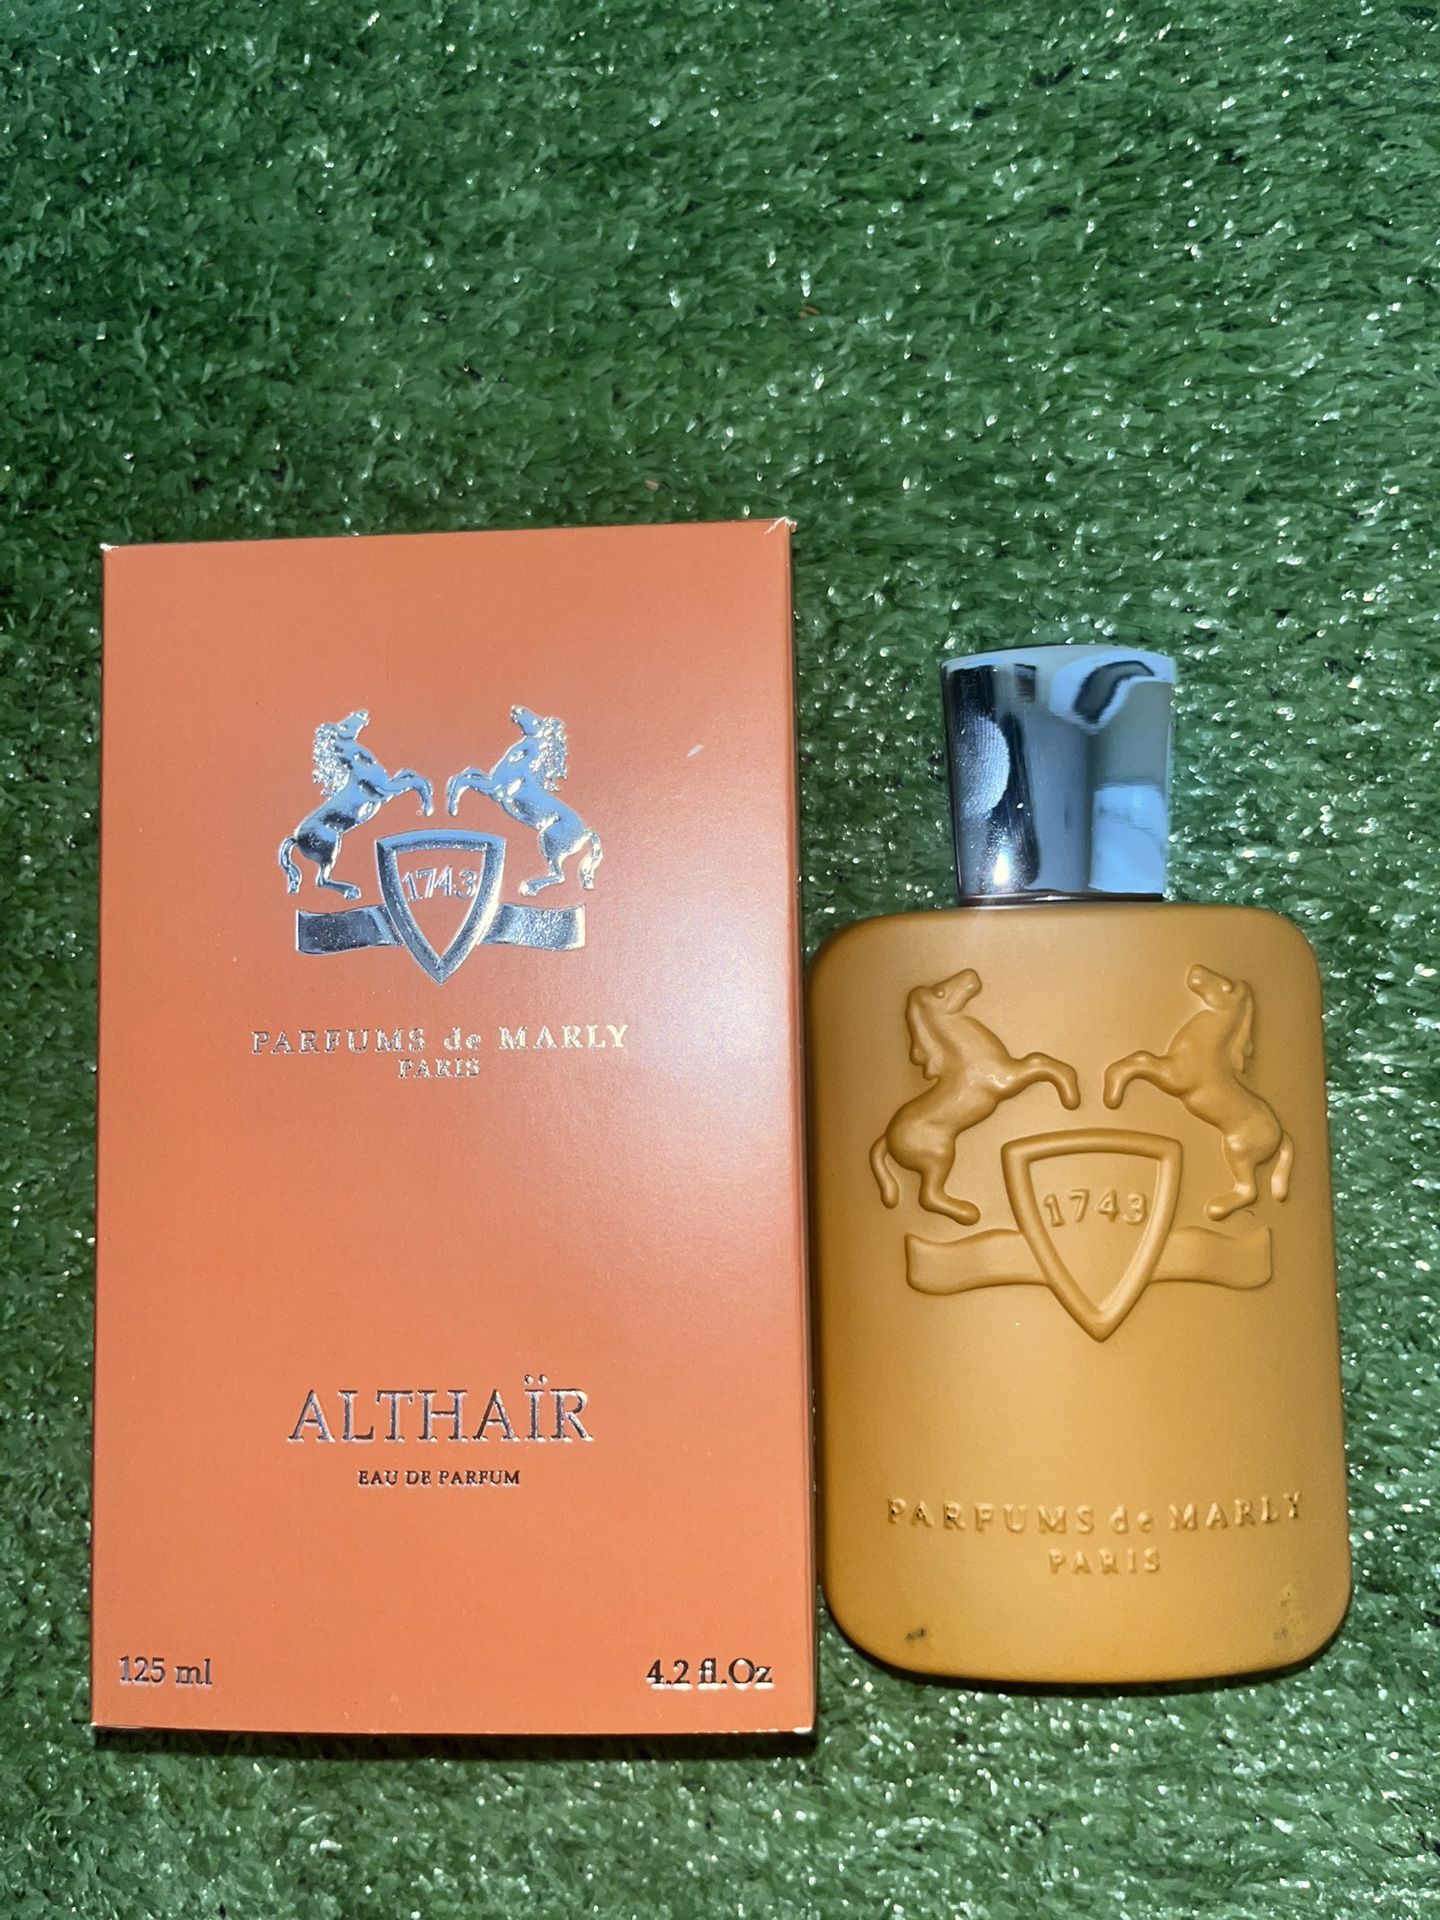 1743
PARFUMS de MARLY
PARIS
ALTHAÏR
EAU DE PARFUM
125 ml
4.2 fl.Oz
1743
PARFUMS de MARLY
PARIS